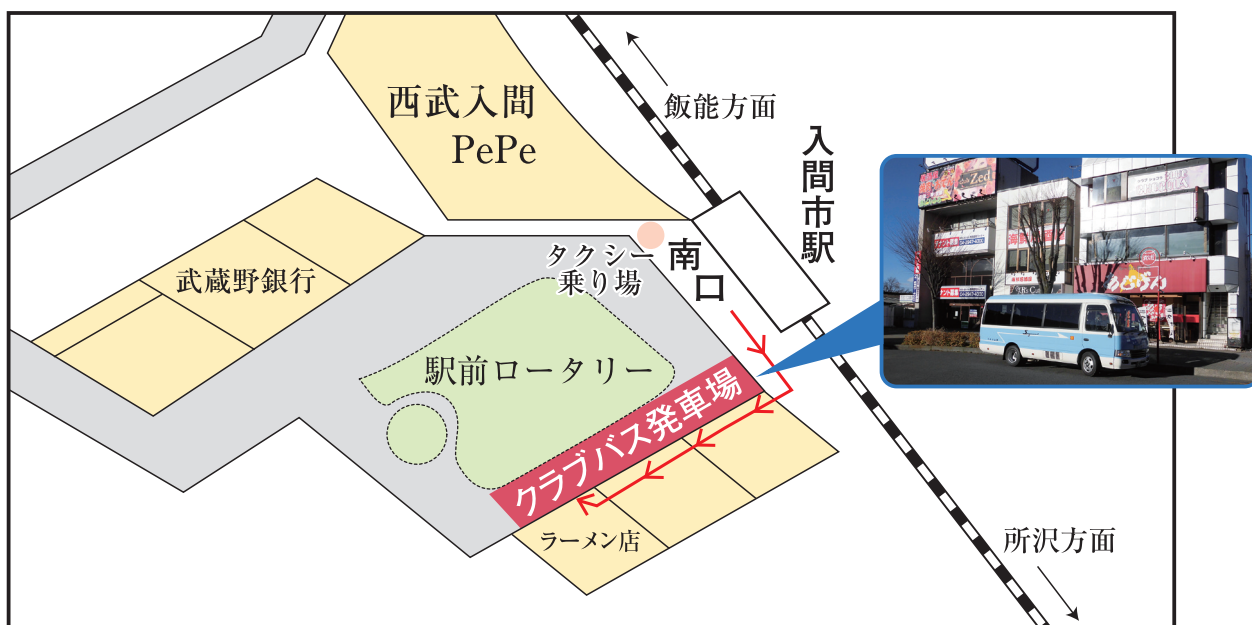 西武入間
PePe
飯能方面
入間市駅
武蔵野銀行
タクシー
乗り場
南口
駅前ロータリー
クラブバス発車場
ラーメン店
所沢方面
Zed